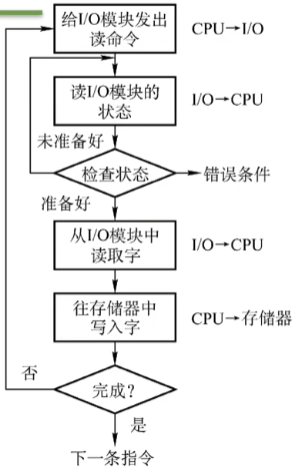 给I/O模块发出
读命令
CPU→I/O
读I/O模块的
状态
I/O→CPU
未准备好
检查状态
错误条件
准备好
从I/O模块中
读取字
I/O→CPU
往存储器中
写入字
CPU→存储器
否
完成?
是
下一条指令